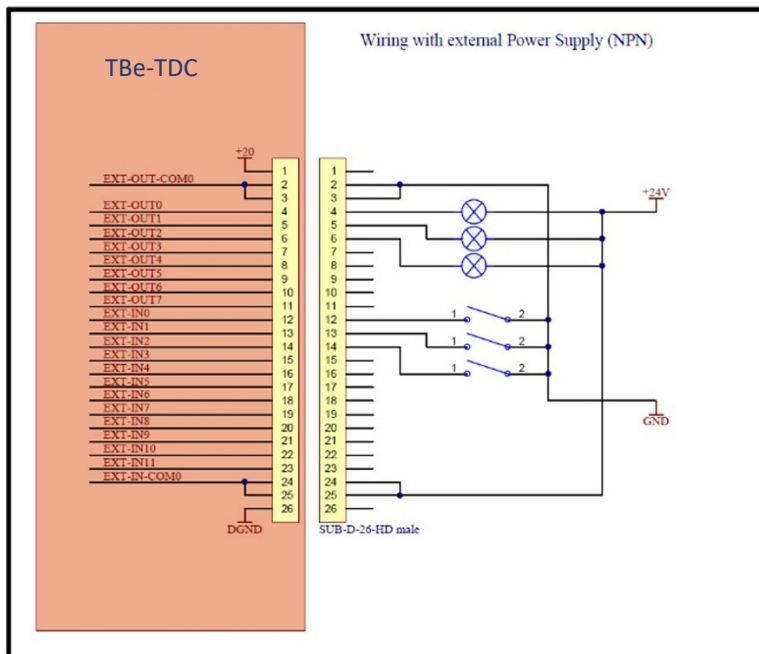 Wiring with external Power Supply (NPN)
TBe-TDC
+20
EXT-OUT-COM0
EXT-OUT0
EXT-OUT1
EXT-OUT2
EXT-OUT3
EXT-OUT4
EXT-OUT5
EXT-OUT6
EXT-OUT7
EXT-IN0
EXT-IN1
EXT-IN2
EXT-IN3
EXT-IN4
EXT-IN5
EXT-IN6
EXT-IN7
EXT-IN8
EXT-IN9
EXT-IN10
EXT-IN11
EXT-IN-COM0
DGND
1
2
3
4
5
6
7
8
9
10
11
12
13
14
15
16
17
18
19
20
21
22
23
24
25
26
1
2
3
4
5
6
7
8
9
10
11
12
13
14
15
16
17
18
19
20
21
22
23
24
25
26
SUB-D-26-HD male
+24V
1 2
1 2
1 2
GND